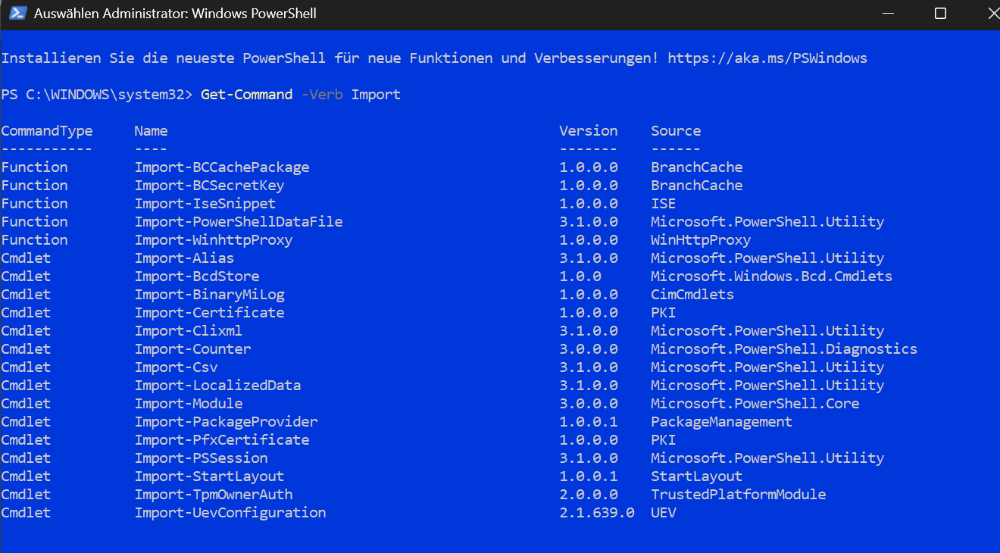 Auswählen Administrator: Windows PowerShell
Installieren Sie die neueste PowerShell für neue Funktionen und Verbesserungen! https://aka.ms/PSWindows
PS C:\WINDOWS\system32> Get-Command -Verb Import
CommandType     Name                                               Version    Source
-----------     ----                                               -------    ------
Function        Import-BCCachePackage                              1.0.0.0    BranchCache
Function        Import-BCSecretKey                                 1.0.0.0    BranchCache
Function        Import-IseSnippet                                  1.0.0.0    ISE
Function        Import-PowerShellDataFile                          3.1.0.0    Microsoft.PowerShell.Utility
Function        Import-WinhttpProxy                                1.0.0.0    WinHttpProxy
Cmdlet          Import-Alias                                       3.1.0.0    Microsoft.PowerShell.Utility
Cmdlet          Import-BcdStore                                    1.0.0      Microsoft.Windows.Bcd.Cmdlets
Cmdlet          Import-BinaryMiLog                                 1.0.0.0    CimCmdlets
Cmdlet          Import-Certificate                                 1.0.0.0    PKI
Cmdlet          Import-Clixml                                      3.1.0.0    Microsoft.PowerShell.Utility
Cmdlet          Import-Counter                                     3.0.0.0    Microsoft.PowerShell.Diagnostics
Cmdlet          Import-Csv                                         3.1.0.0    Microsoft.PowerShell.Utility
Cmdlet          Import-LocalizedData                               3.1.0.0    Microsoft.PowerShell.Utility
Cmdlet          Import-Module                                      3.0.0.0    Microsoft.PowerShell.Core
Cmdlet          Import-PackageProvider                             1.0.0.1    PackageManagement
Cmdlet          Import-PfxCertificate                              1.0.0.0    PKI
Cmdlet          Import-PSSession                                   3.1.0.0    Microsoft.PowerShell.Utility
Cmdlet          Import-StartLayout                                 1.0.0.1    StartLayout
Cmdlet          Import-TpmOwnerAuth                                2.0.0.0    TrustedPlatformModule
Cmdlet          Import-UevConfiguration                            2.1.639.0  UEV